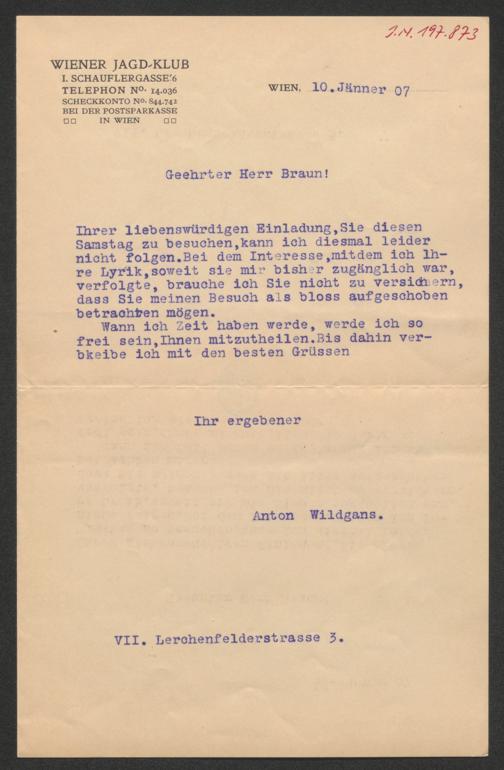 J.N. 197.873
WIENER JAGD-KLUB
I. SCHAUFLERGASSE 6
TELEPHON No. 14.036
SCHECKKONTO No. 844.742
BEI DER POSTSPARKASSE
IN WIEN
WIEN, 10.Jänner 07
Geehrter Herr Braun!
Ihrer liebenswürdigen Einladung,Sie diesen
Samstag zu besuchen,kann ich diesmal leider
nicht folgen.Bei dem Interesse,mitdem ich Ih-
re Lyrik,soweit sie mir bisher zugänglich war,
verfolgte, brauche ich Sie nicht zu versichern,
dass Sie meinen Besuch als bloss aufgeschoben
betrachten mögen.
Wann ich Zeit haben werde, werde ich so
frei sein,Ihnen mitzutheilen.Bis dahin ver-
bkeibe ich mit den besten Grüssen
Ihr ergebener
Anton Wildgans.
VII. Lerchenfelderstrasse 3.